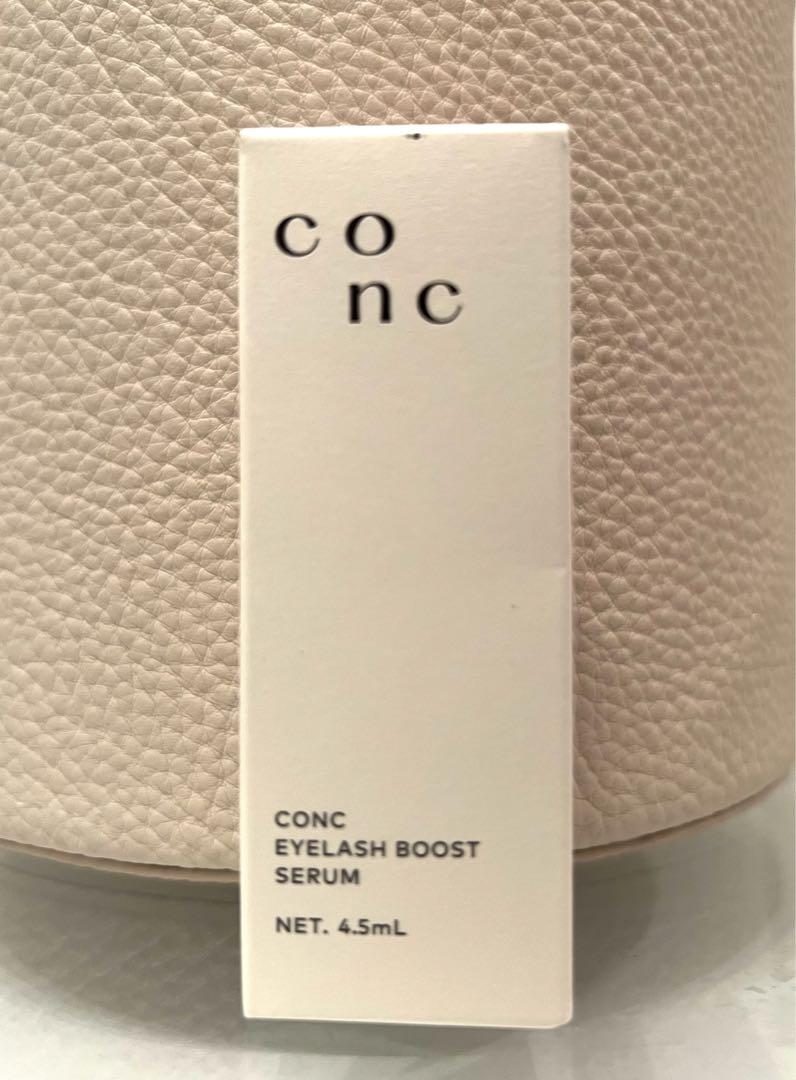 co
nc
CONC
EYELASH BOOST
SERUM
NET. 4.5mL